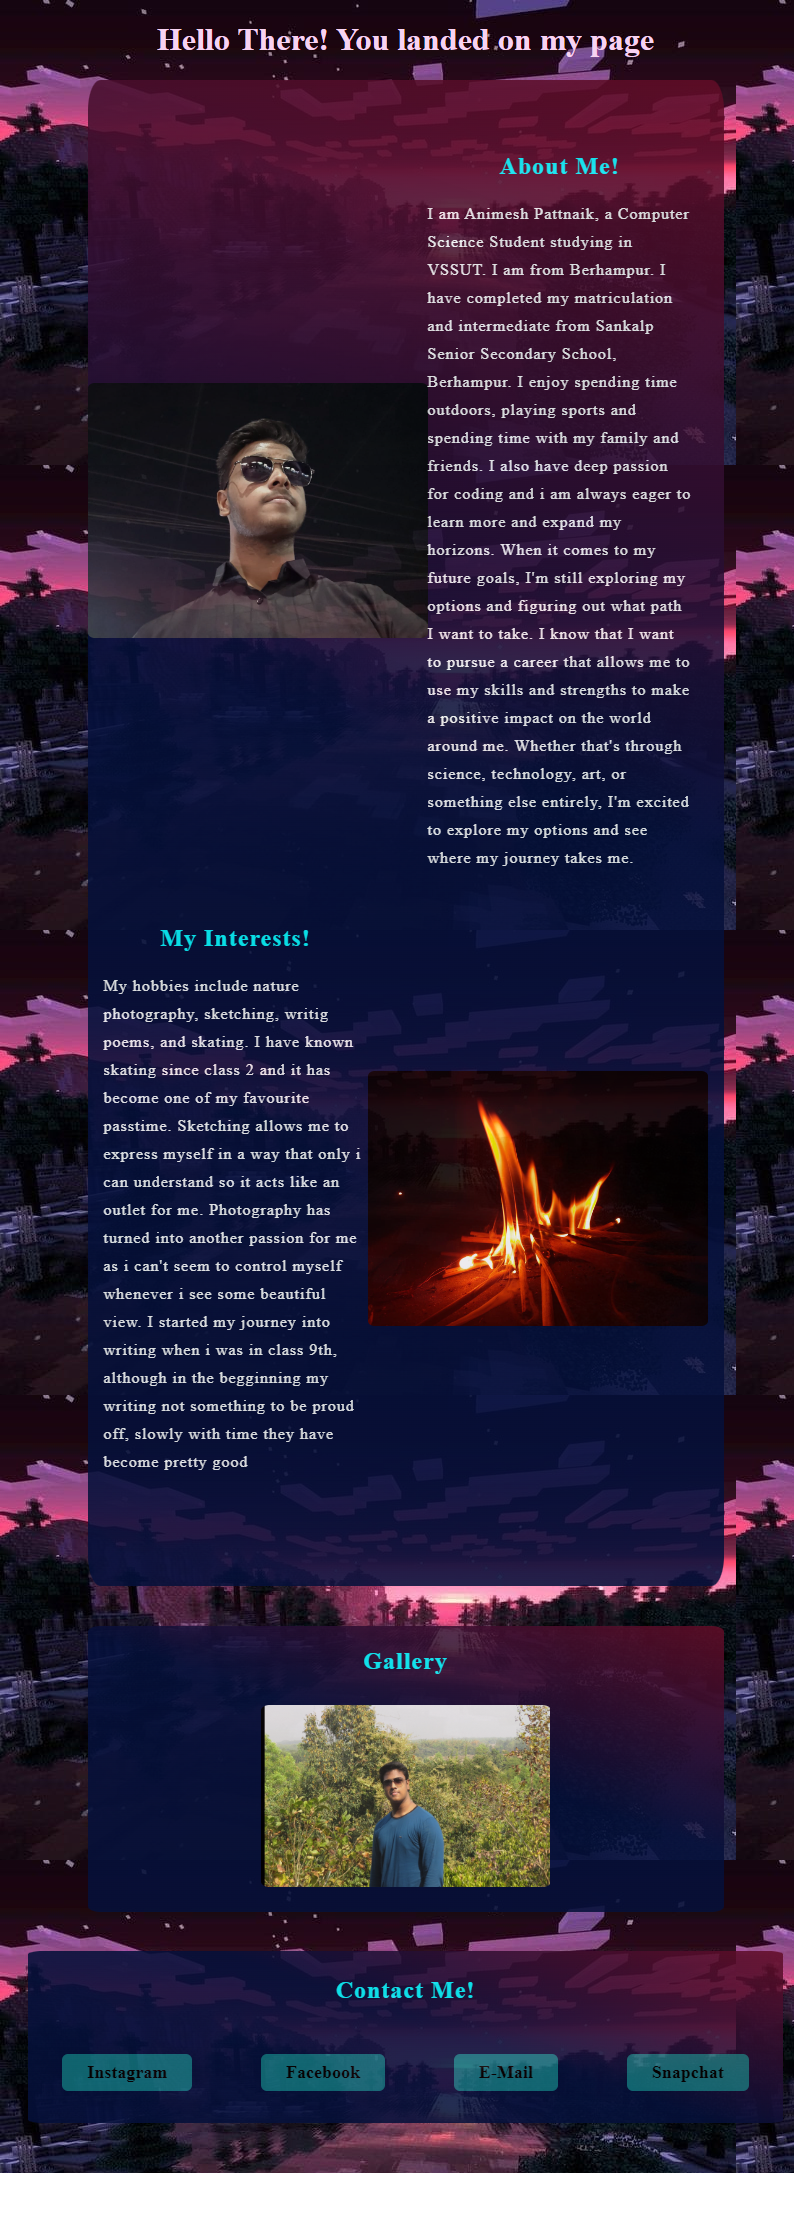 Hello There! You landed on my page
About Me!
I am Animesh Pattnaik, a Computer
Science Student studying in
VSSUT. I am from Berhampur. I
have completed my matriculation
and intermediate from Sankalp
Senior Secondary School,
Berhampur. I enjoy spending time
outdoors, playing sports and
spending time with my family and
friends. I also have deep passion
for coding and i am always eager to
learn more and expand my
horizons. When it comes to my
future goals, I'm still exploring my
options and figuring out what path
I want to take. I know that I want
to pursue a career that allows me to
use my skills and strengths to make
a positive impact on the world
around me. Whether that's through
science, technology, art, or
something else entirely, I'm excited
to explore my options and see
where my journey takes me.
My Interests!
My hobbies include nature
photography, sketching, writig
poems, and skating. I have known
skating since class 2 and it has
become one of my favourite
passtime. Sketching allows me to
express myself in a way that only i
can understand so it acts like an
outlet for me. Photography has
turned into another passion for me
as i can't seem to control myself
whenever i see some beautiful
view. I started my journey into
writing when i was in class 9th,
although in the begginning my
writing not something to be proud
off, slowly with time they have
become pretty good
Gallery
Contact Me!
Instagram
Facebook
E-Mail
Snapchat